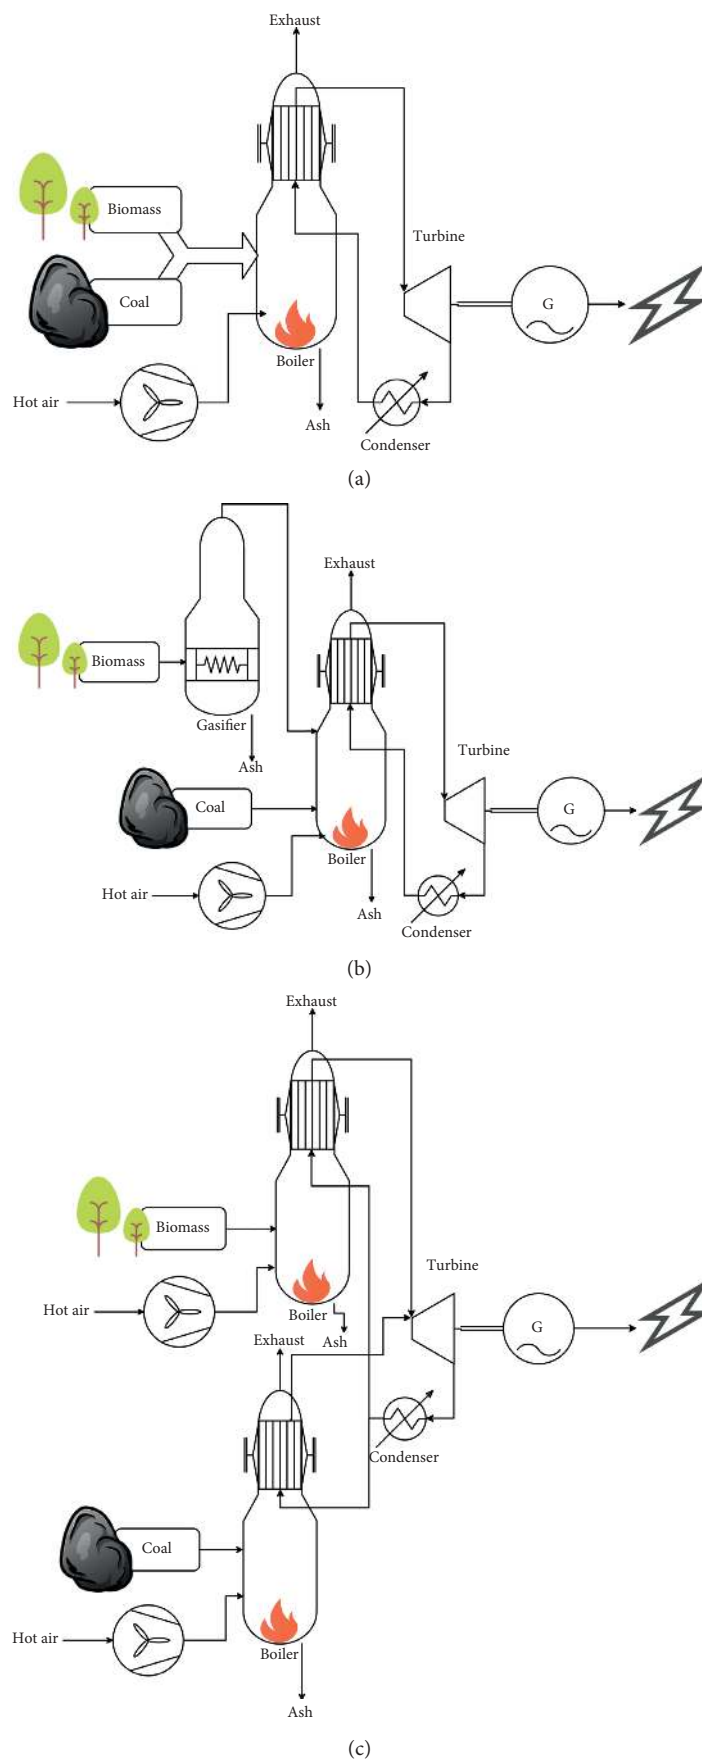 Exhaust
Biomass
Turbine
Coal
G
Boiler
Hot air
Ash
Condenser
(a)
Exhaust
Biomass
Gasifier
Turbine
Ash
Coal
G
Boiler
Hot air
Ash
Condenser
(b)
Exhaust
Biomass
Turbine
Hot air
Boiler
G
Exhaust
Ash
Condenser
Coal
Hot air
Boiler
Ash
(c)